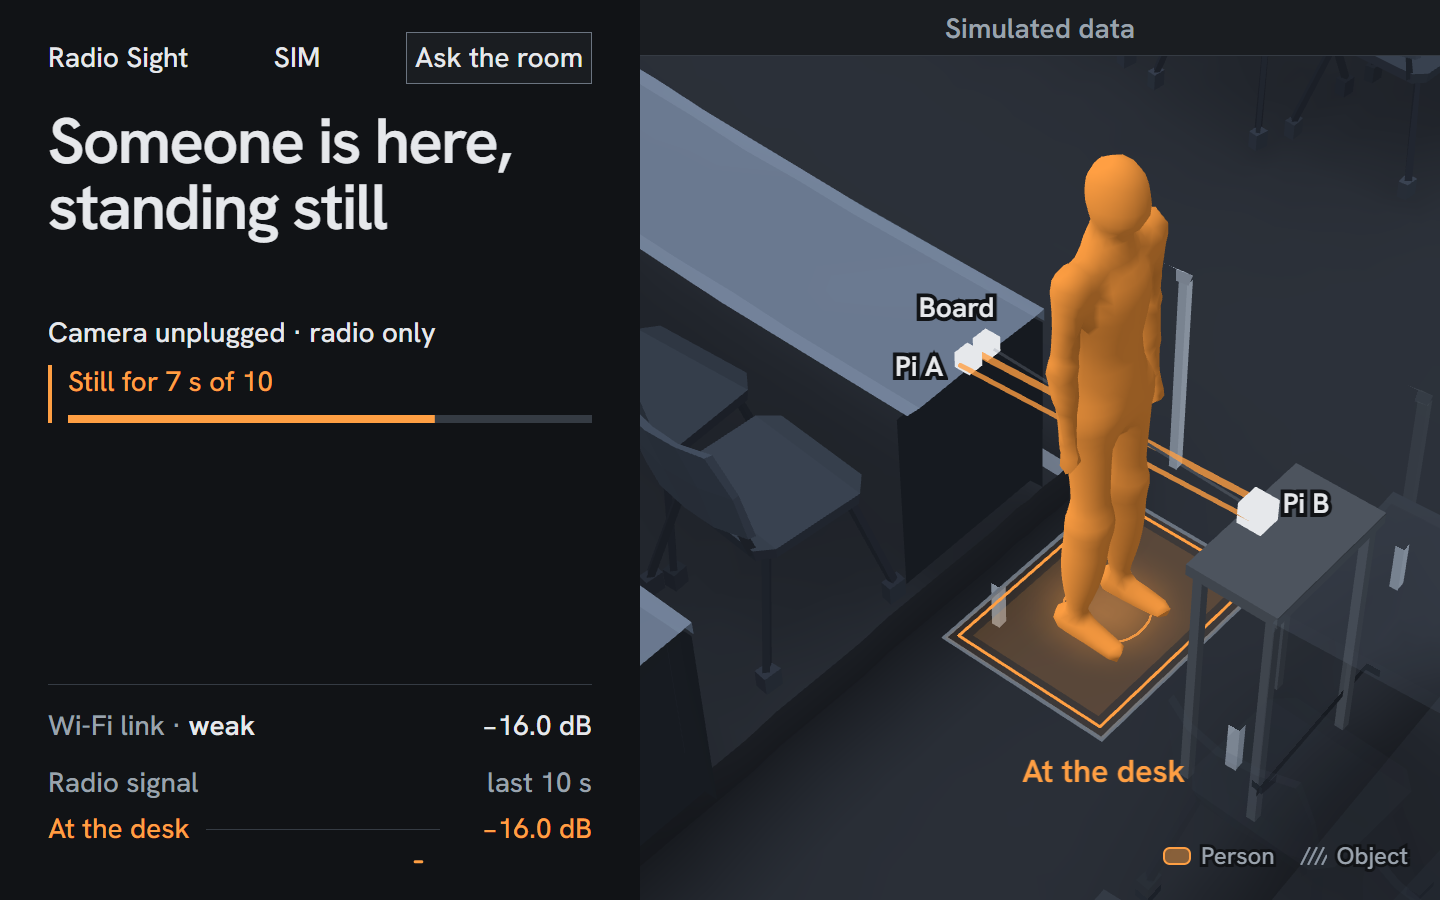 Radio Sight
SIM
Ask the room
Someone is here,
standing still
Camera unplugged · radio only
Still for 7 s of 10
Wi-Fi link · weak
−16.0 dB
Radio signal
last 10 s
At the desk
−16.0 dB
Simulated data
Board
Pi A
Pi B
At the desk
Person
Object